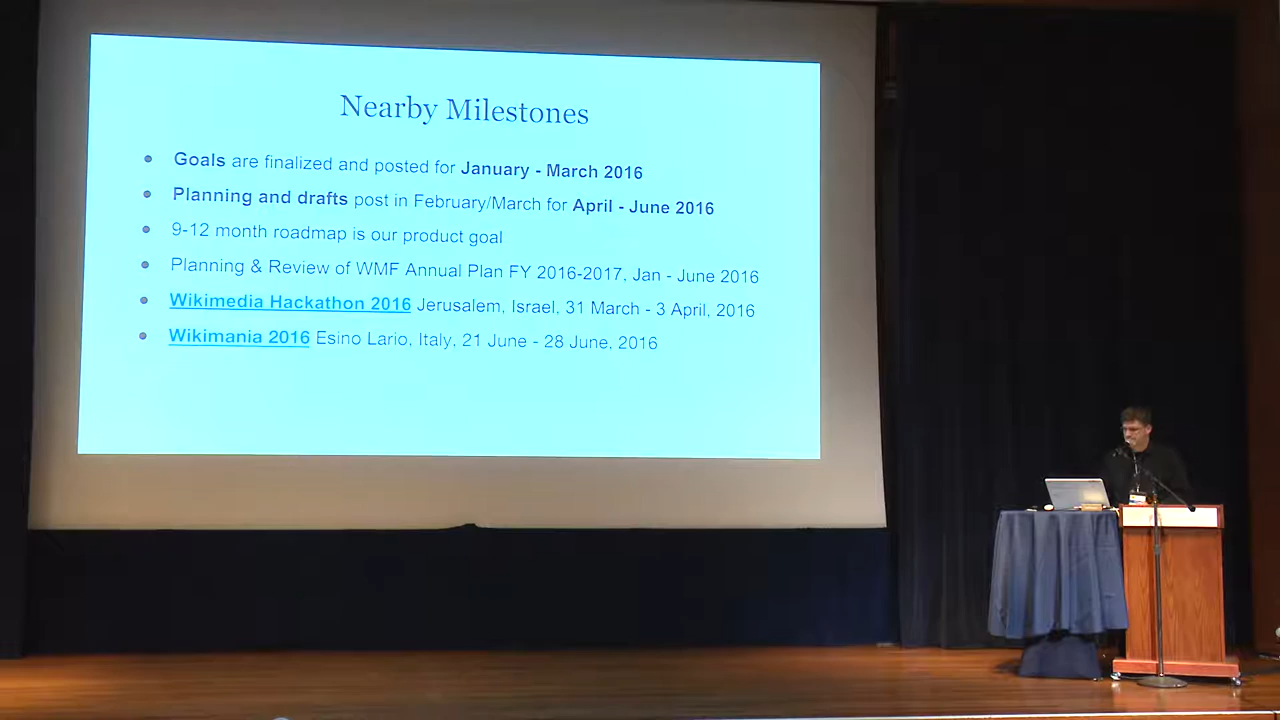 Nearby Milestones
Goals are finalized and posted for January - March 2016
Planning and drafts post in February/March for April - June 2016
9-12 month roadmap is our product goal
Planning & Review of WMF Annual Plan FY 2016-2017, Jan - June 2016
Wikimedia Hackathon 2016 Jerusalem, Israel, 31 March - 3 April, 2016
Wikimania 2016 Esino Lario, Italy, 21 June - 28 June, 2016